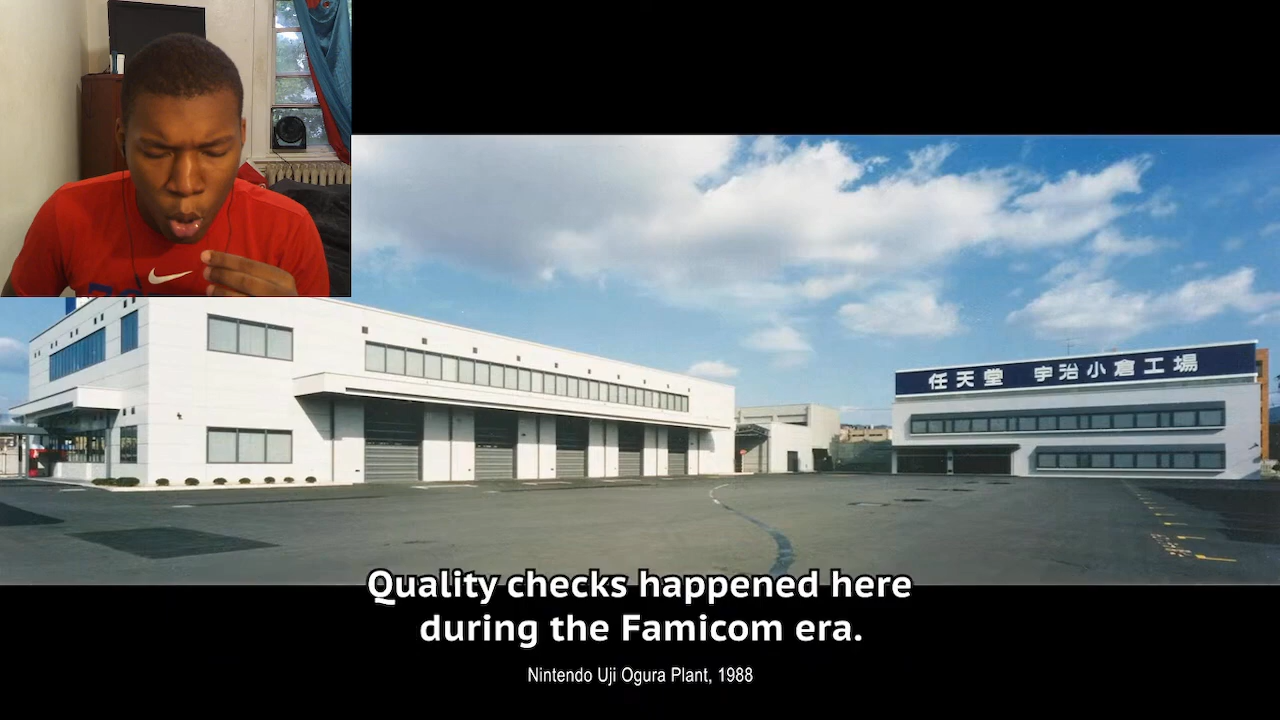 任天堂 宇治小倉工場
Quality checks happened here
during the Famicom era.
Nintendo Uji Ogura Plant, 1988